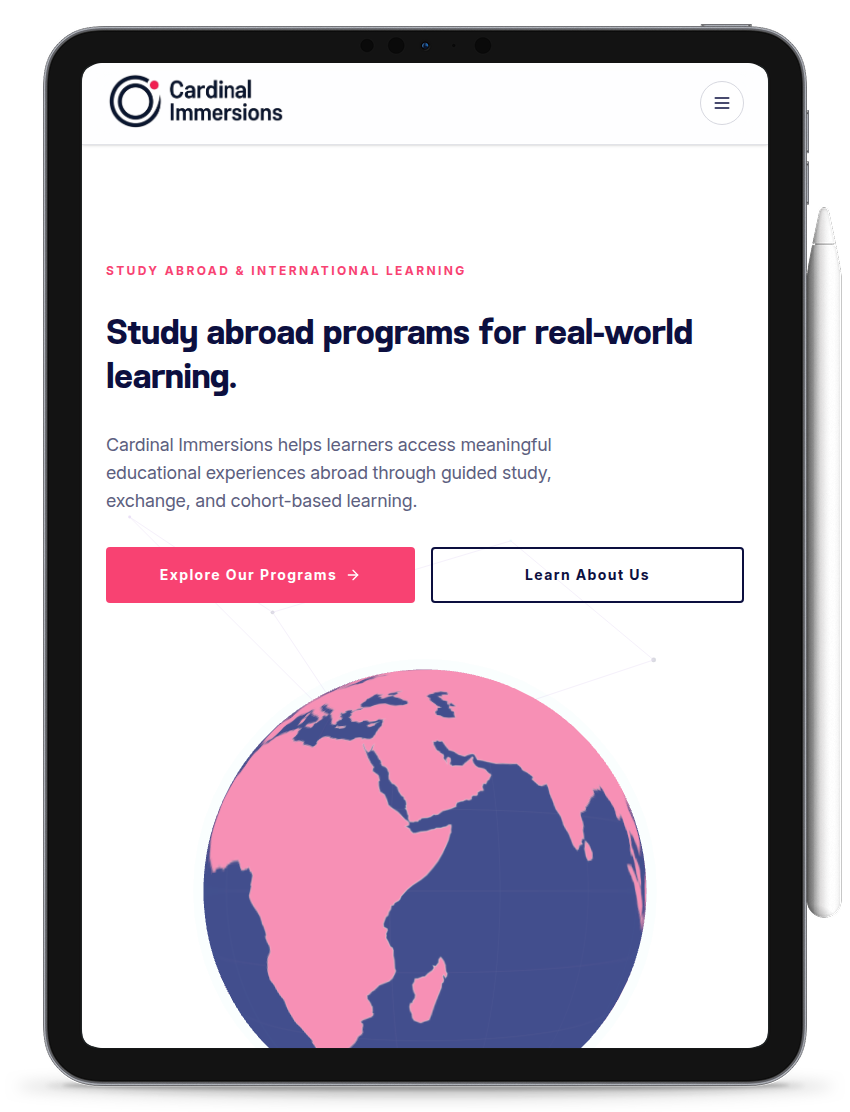 Cardinal
Immersions
STUDY ABROAD & INTERNATIONAL LEARNING
Study abroad programs for real-world
learning.
Cardinal Immersions helps learners access meaningful
educational experiences abroad through guided study,
exchange, and cohort-based learning.
Explore Our Programs →
Learn About Us